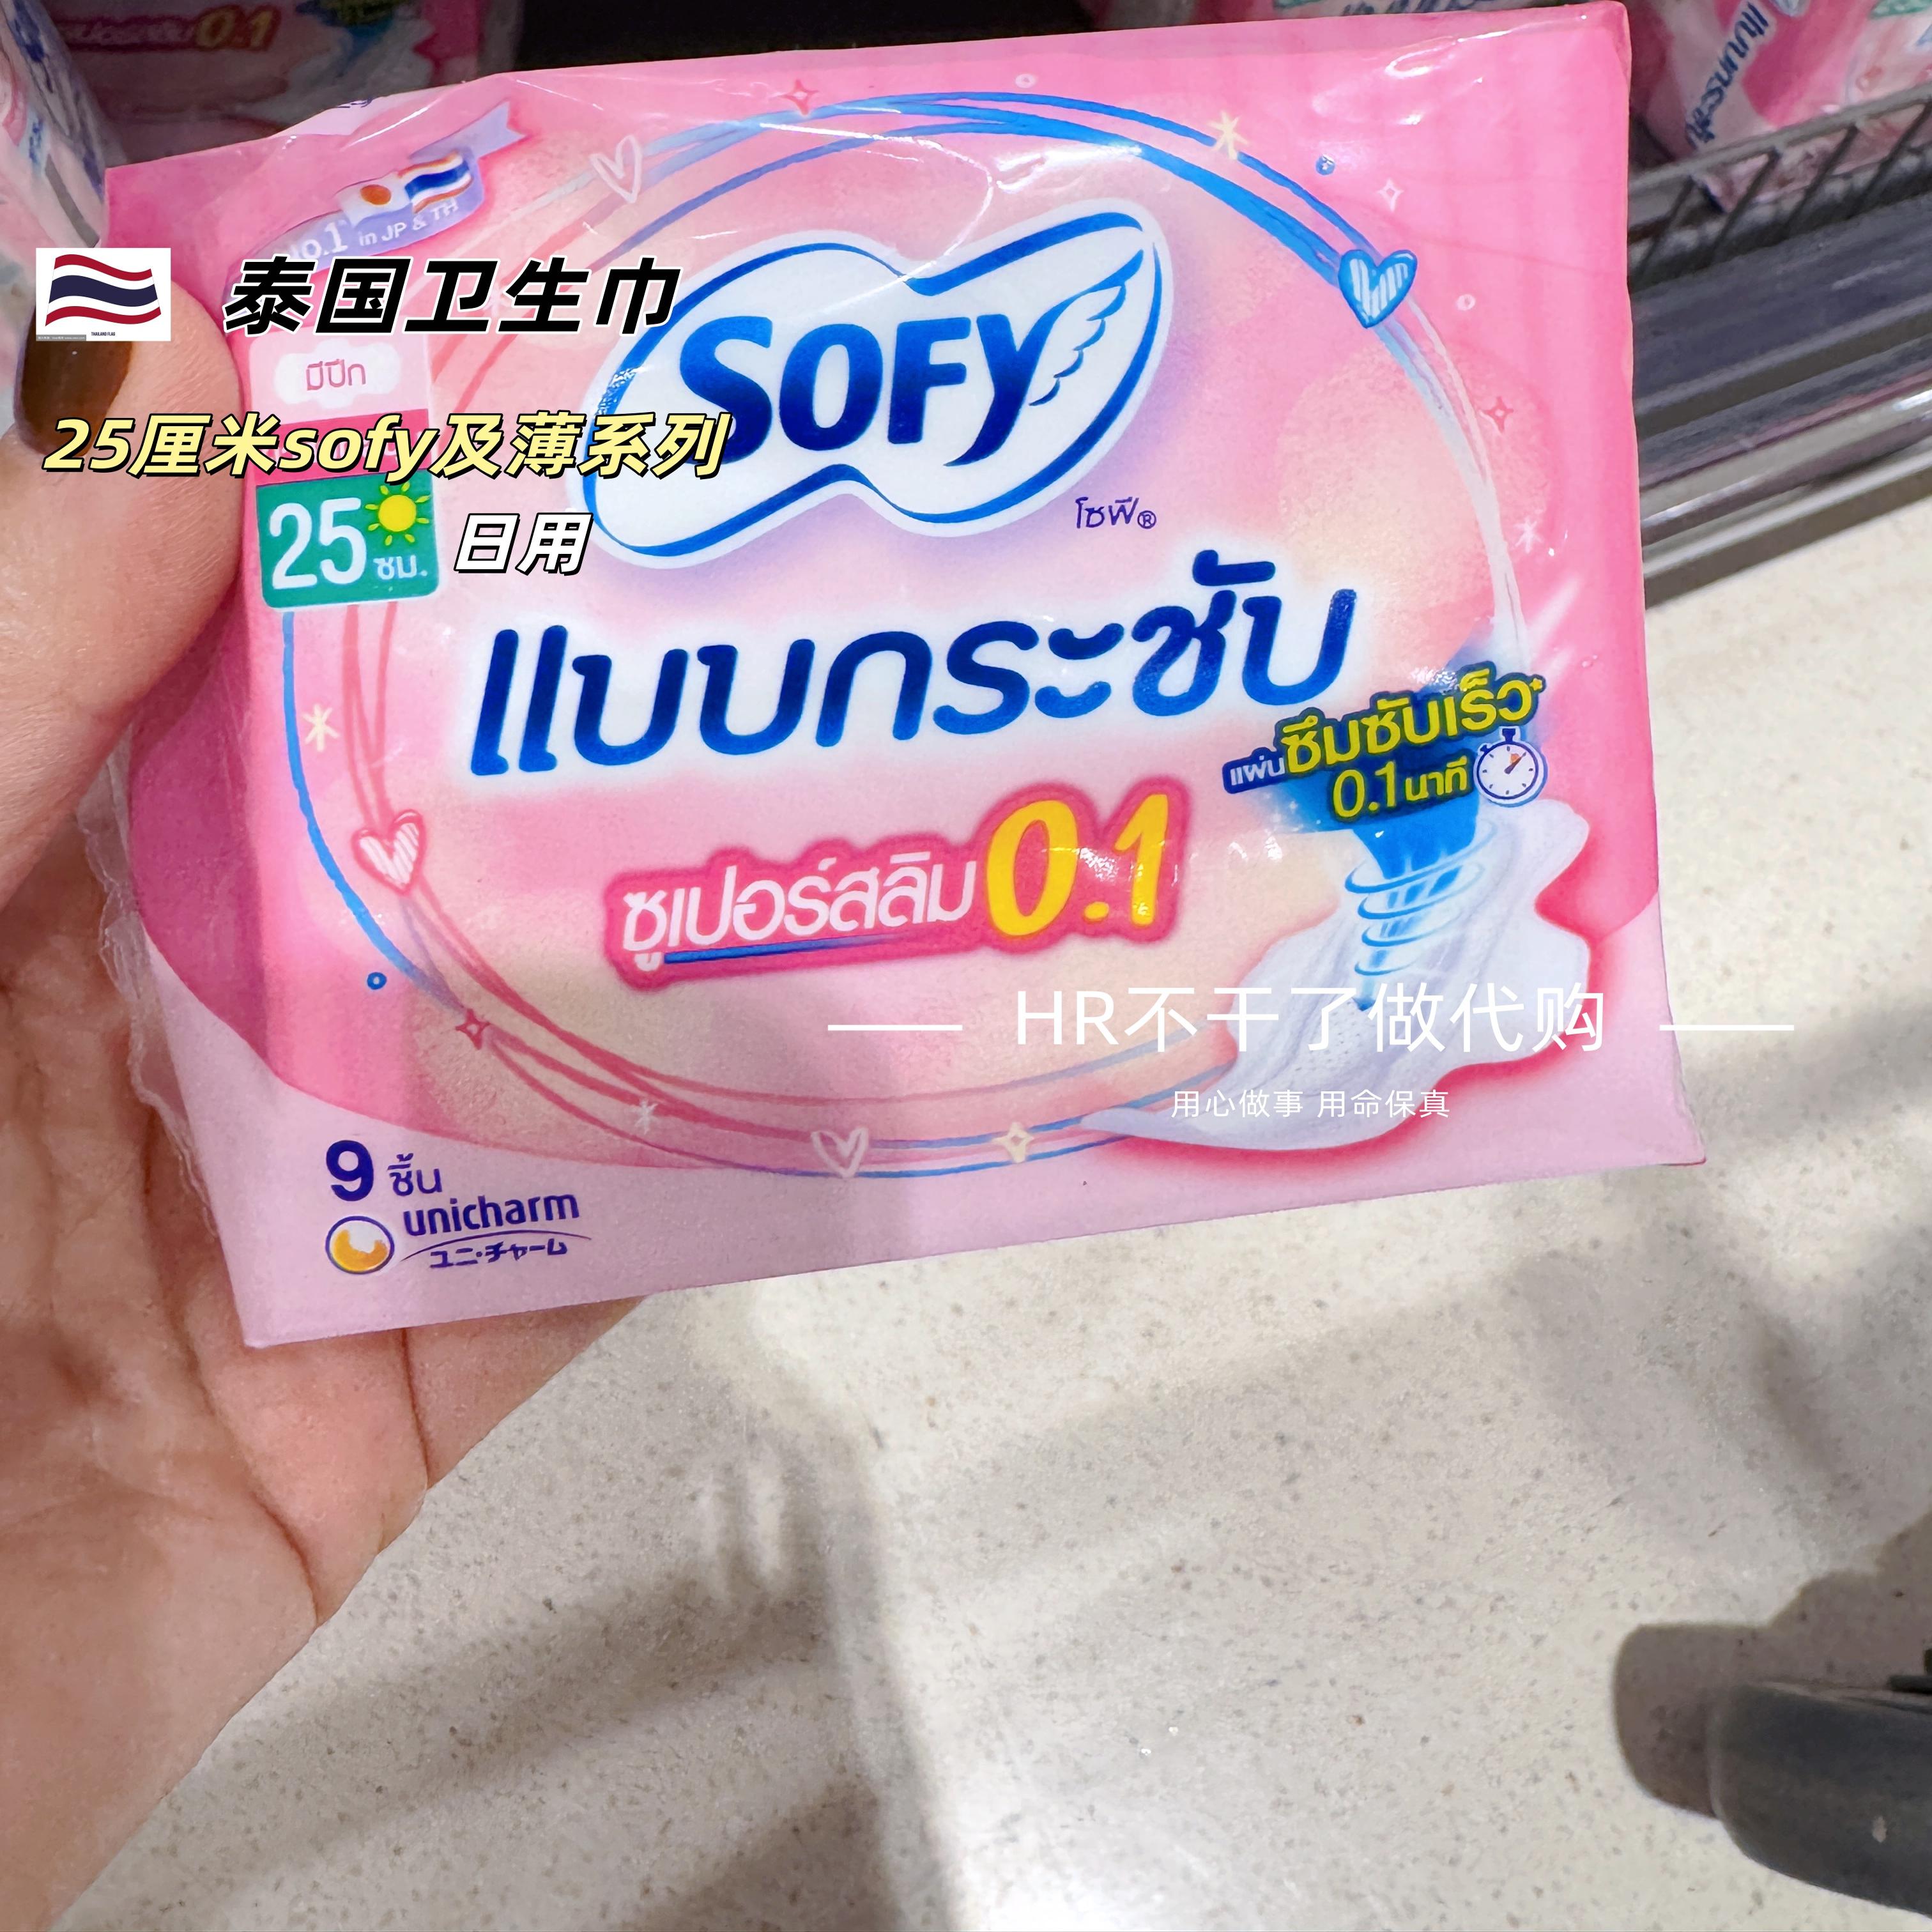 No.1 in JP & TH
泰国卫生巾
THAILAND FLAG
SOFY
มีปีก
25厘米sofy及薄系列
25 ซม.
日用
โซฟี®
แบบกระชับ
แผ่นซึมซับเร็ว*
0.1นาที
ซูเปอร์สลิม0.1
HR不干了做代购
用心做事 用命保真
9 ชิ้น
unicharm
ユニ・チャーム
0.1